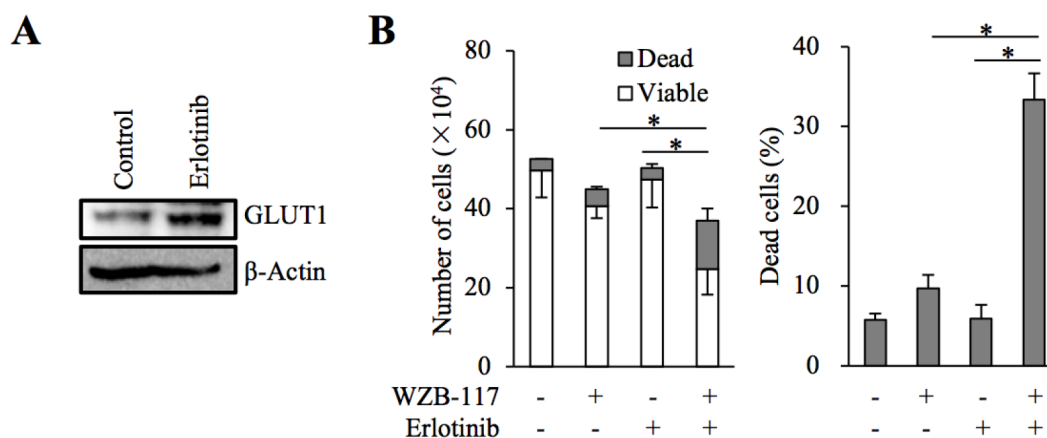 A
Control
Erlotinib
GLUT1
β-Actin
B
Number of cells (×10⁴)
80
60
40
20
0
Dead
Viable
*
*
Dead cells (%)
40
30
20
10
0
*
*
WZB-117 - + - + - + - +
Erlotinib - - + + - - + +